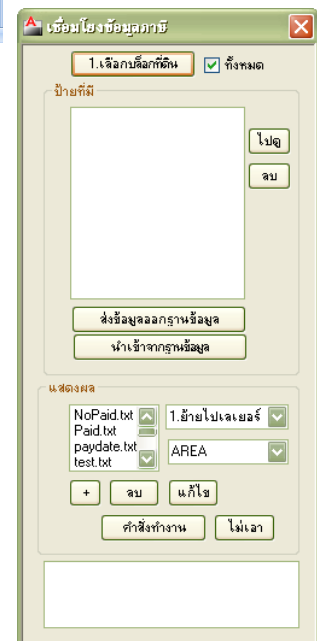 เชื่อมโยงข้อมูลภาษี
1.เลือกบล็อกที่ดิน ทั้งหมด
ป้ายที่มี
ไปดู
ลบ
ส่งข้อมูลออกฐานข้อมูล
นำเข้าจากฐานข้อมูล
แสดงผล
NoPaid.txt 1.ย้ายไปเลเยอร์
Paid.txt
paydate.txt AREA
test.txt
+ ลบ แก้ไข
คำสั่งทำงาน ไม่เอา